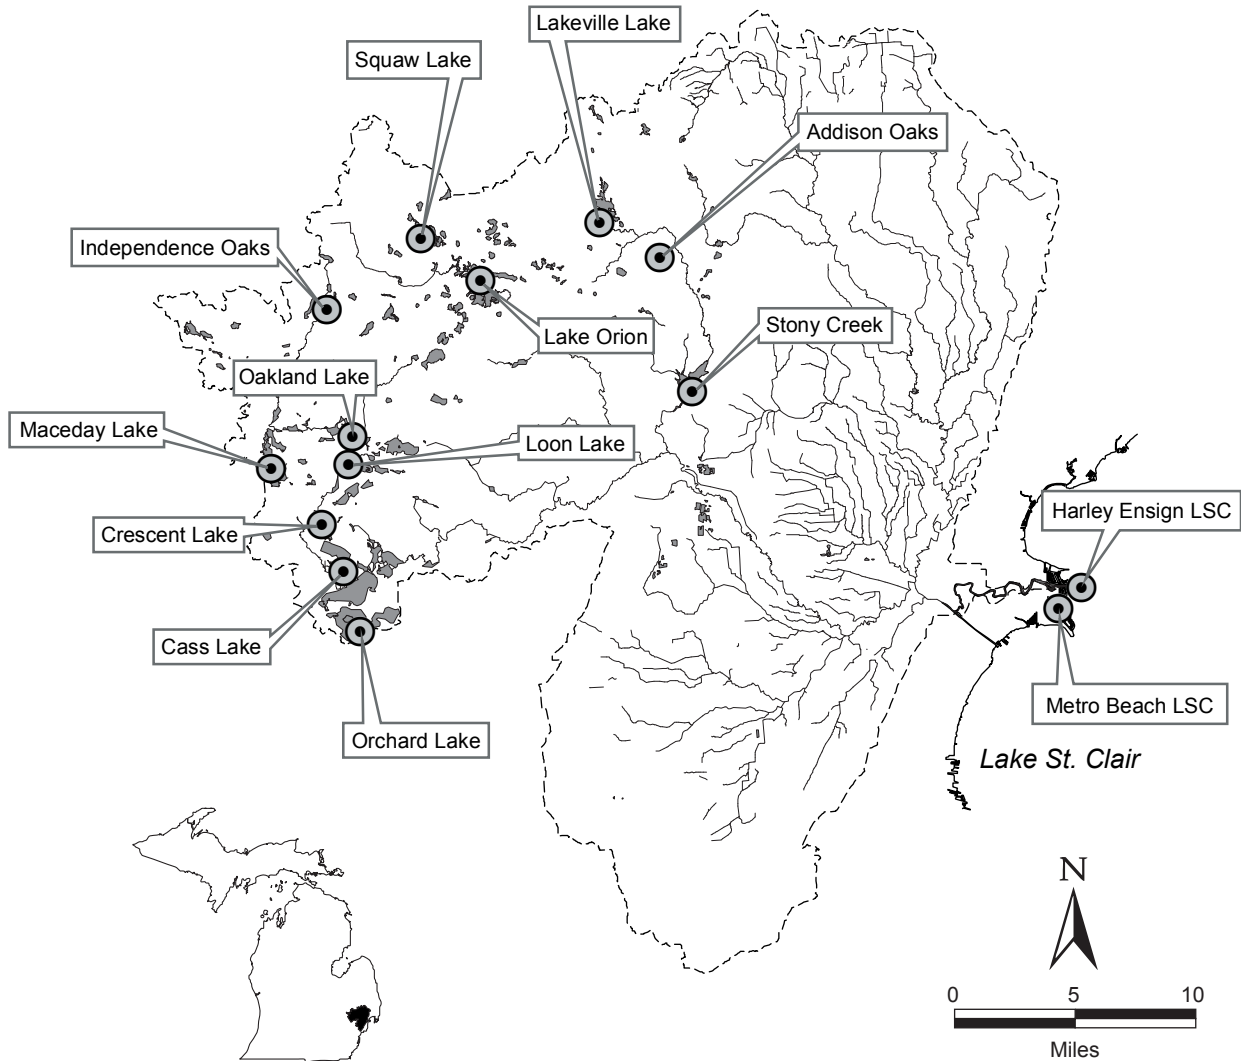 Lakeville Lake
Squaw Lake
Addison Oaks
Independence Oaks
Stony Creek
Lake Orion
Oakland Lake
Maceday Lake
Loon Lake
Harley Ensign LSC
Crescent Lake
Cass Lake
Metro Beach LSC
Orchard Lake
Lake St. Clair
N
0 5 10
Miles